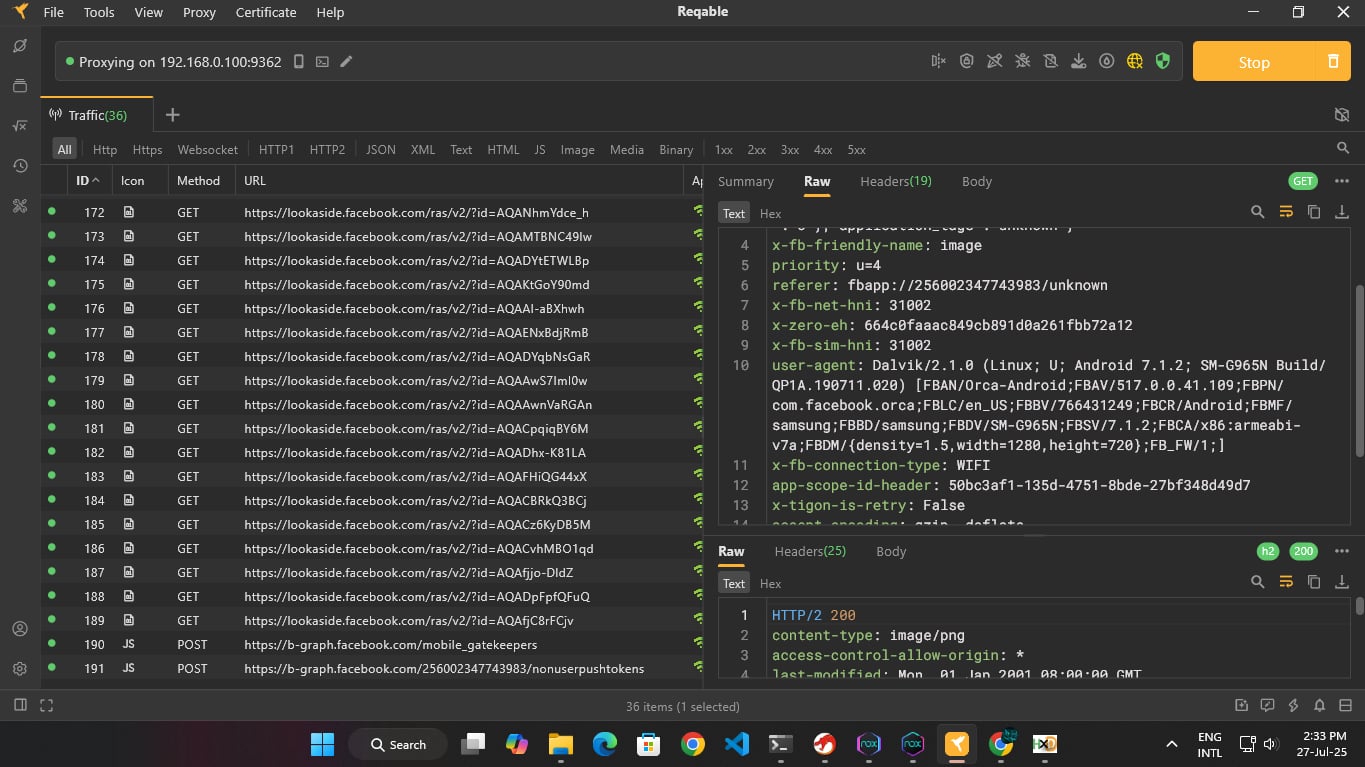 Reqable
File Tools View Proxy Certificate Help
Proxying on 192.168.0.100:9362
Stop
Traffic(36)
All Http Https Websocket HTTP1 HTTP2 JSON XML Text HTML JS Image Media Binary 1xx 2xx 3xx 4xx 5xx
ID Icon Method URL Ap
172 GET https://lookaside.facebook.com/ras/v2/?id=AQANhmYdce_h
173 GET https://lookaside.facebook.com/ras/v2/?id=AQAMTBNC49lw
174 GET https://lookaside.facebook.com/ras/v2/?id=AQADYtETWLBp
175 GET https://lookaside.facebook.com/ras/v2/?id=AQAKtGoY90md
176 GET https://lookaside.facebook.com/ras/v2/?id=AQAAI-aBXhwh
177 GET https://lookaside.facebook.com/ras/v2/?id=AQAENxBdjRmB
178 GET https://lookaside.facebook.com/ras/v2/?id=AQADYqbNsGaR
179 GET https://lookaside.facebook.com/ras/v2/?id=AQAAwS7Iml0w
180 GET https://lookaside.facebook.com/ras/v2/?id=AQAAwnVaRGAn
181 GET https://lookaside.facebook.com/ras/v2/?id=AQACpqiqBY6M
182 GET https://lookaside.facebook.com/ras/v2/?id=AQADhx-K81LA
183 GET https://lookaside.facebook.com/ras/v2/?id=AQAFHiQG44xX
184 GET https://lookaside.facebook.com/ras/v2/?id=AQACBRkQ3BCj
185 GET https://lookaside.facebook.com/ras/v2/?id=AQACz6KyDB5M
186 GET https://lookaside.facebook.com/ras/v2/?id=AQACvhMBO1qd
187 GET https://lookaside.facebook.com/ras/v2/?id=AQAfjjo-DIdZ
188 GET https://lookaside.facebook.com/ras/v2/?id=AQADpFpfQFuQ
189 GET https://lookaside.facebook.com/ras/v2/?id=AQAfjC8rFCjv
190 JS POST https://b-graph.facebook.com/mobile_gatekeepers
191 JS POST https://b-graph.facebook.com/256002347743983/nonuserpushtokens
Summary Raw Headers(19) Body GET
Text Hex
4 x-fb-friendly-name: image
5 priority: u=4
6 referer: fbapp://256002347743983/unknown
7 x-fb-net-hni: 31002
8 x-zero-eh: 664c0faaac849cb891d0a261fbb72a12
9 x-fb-sim-hni: 31002
10 user-agent: Dalvik/2.1.0 (Linux; U; Android 7.1.2; SM-G965N Build/
QP1A.190711.020) [FBAN/Orca-Android;FBAV/517.0.0.41.109;FBPN/
com.facebook.orca;FBLC/en_US;FBBV/766431249;FBCR/Android;FBMF/
samsung;FBBD/samsung;FBDV/SM-G965N;FBSV/7.1.2;FBCA/x86:armeabi-
v7a;FBDM/{density=1.5,width=1280,height=720};FB_FW/1;]
11 x-fb-connection-type: WIFI
12 app-scope-id-header: 50bc3af1-135d-4751-8bde-27bf348d49d7
13 x-tigon-is-retry: False
14 accept-encoding: gzip, deflate
Raw Headers(25) Body h2 200
Text Hex
1 HTTP/2 200
2 content-type: image/png
3 access-control-allow-origin: *
4 last-modified: Mon, 01 Jan 2001 08:00:00 GMT
36 items (1 selected)
Search
ENG
INTL
2:33 PM
27-Jul-25